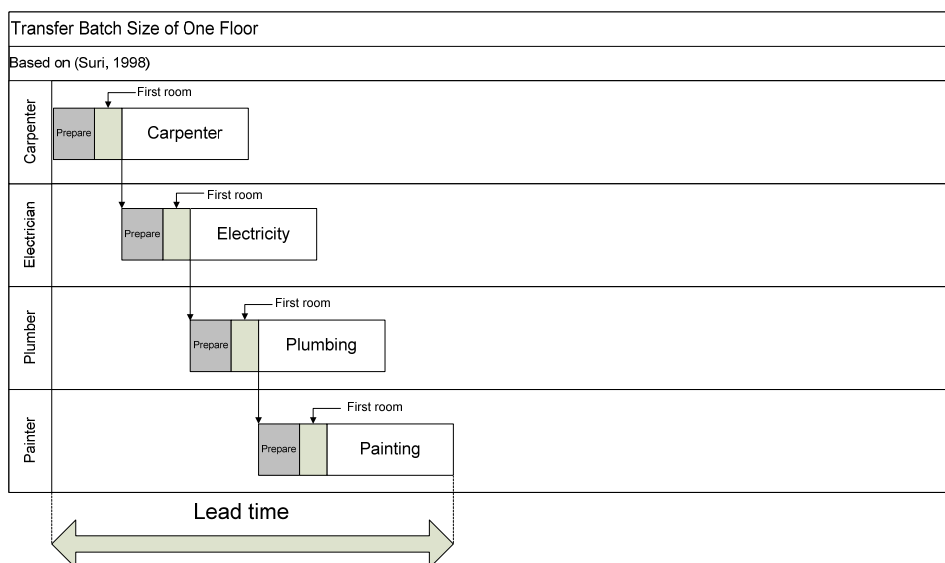 Transfer Batch Size of One Floor
Based on (Suri, 1998)
Carpenter
First room
Prepare
Carpenter
Electrician
First room
Prepare
Electricity
Plumber
First room
Prepare
Plumbing
Painter
First room
Prepare
Painting
Lead time